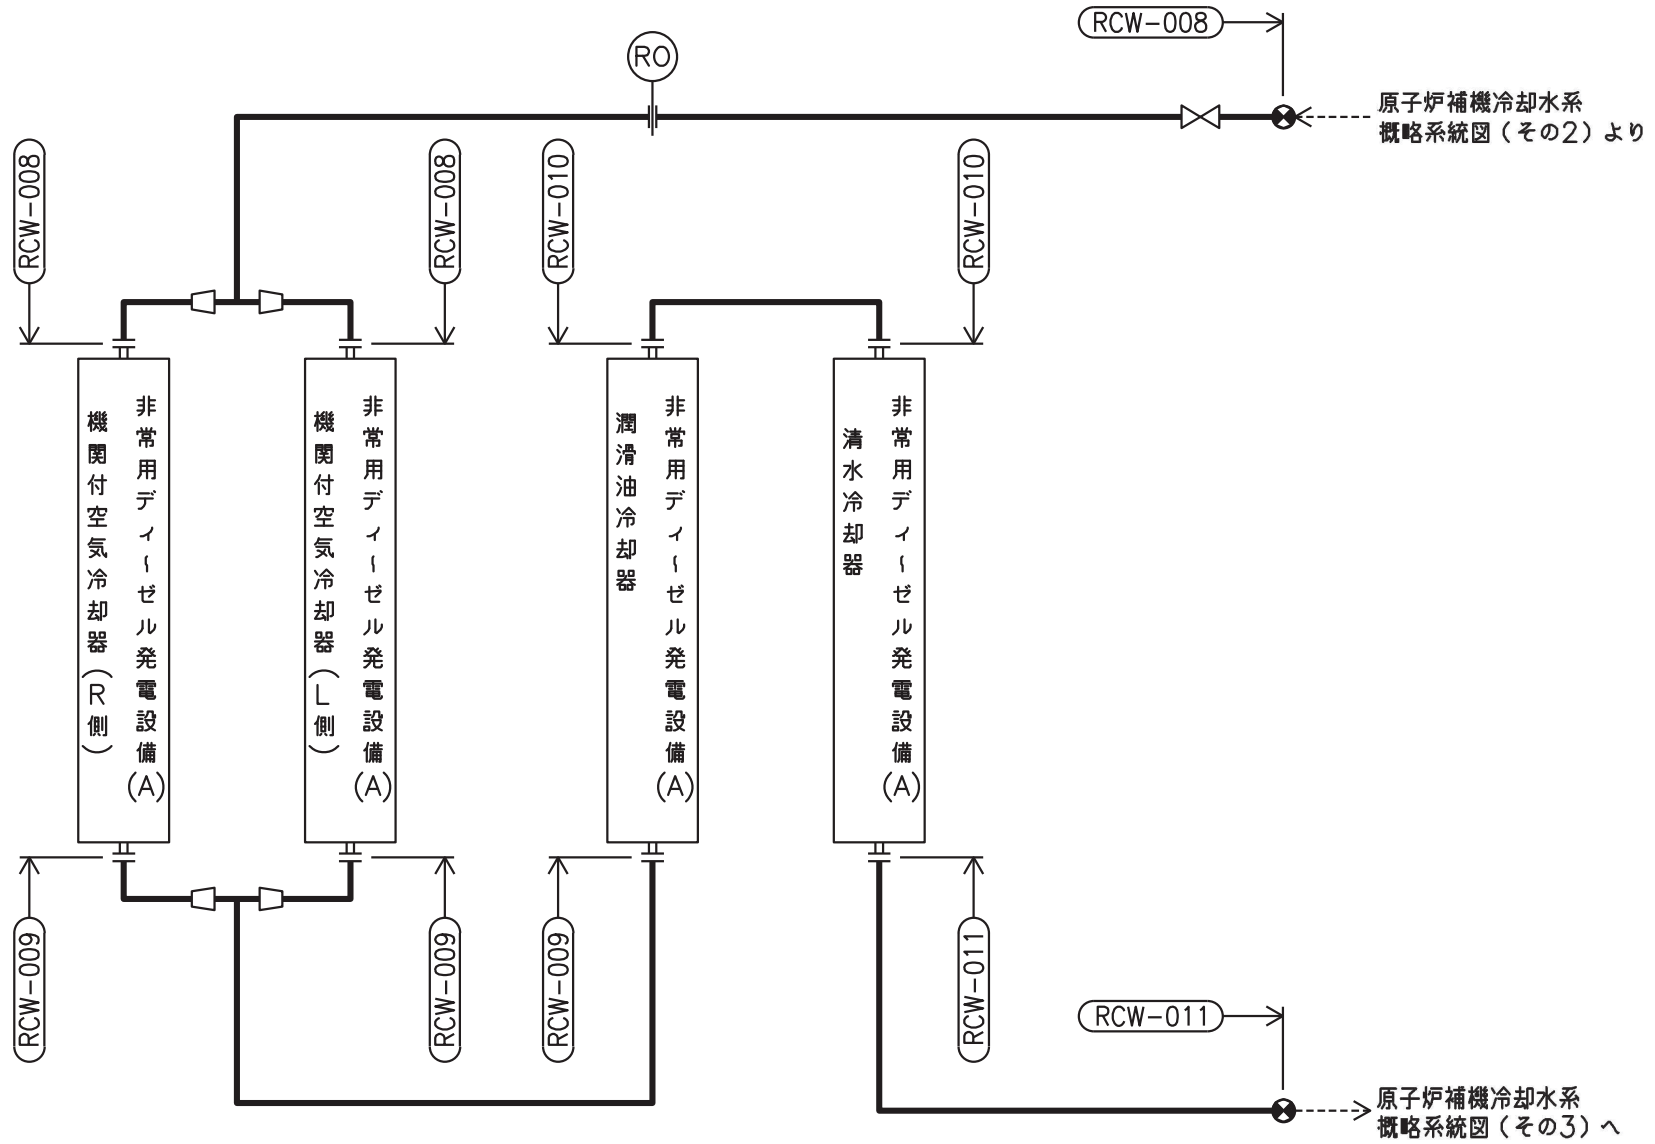 RCW-008
RO
原子炉補機冷却水系
概略系統図（その2）より
RCW-008
RCW-008
RCW-010
RCW-010
非常用ディーゼル発電設備(A)
機関付空気冷却器(R側)
非常用ディーゼル発電設備(A)
機関付空気冷却器(L側)
非常用ディーゼル発電設備(A)
潤滑油冷却器
非常用ディーゼル発電設備(A)
清水冷却器
RCW-009
RCW-009
RCW-009
RCW-011
RCW-011
原子炉補機冷却水系
概略系統図（その3）へ